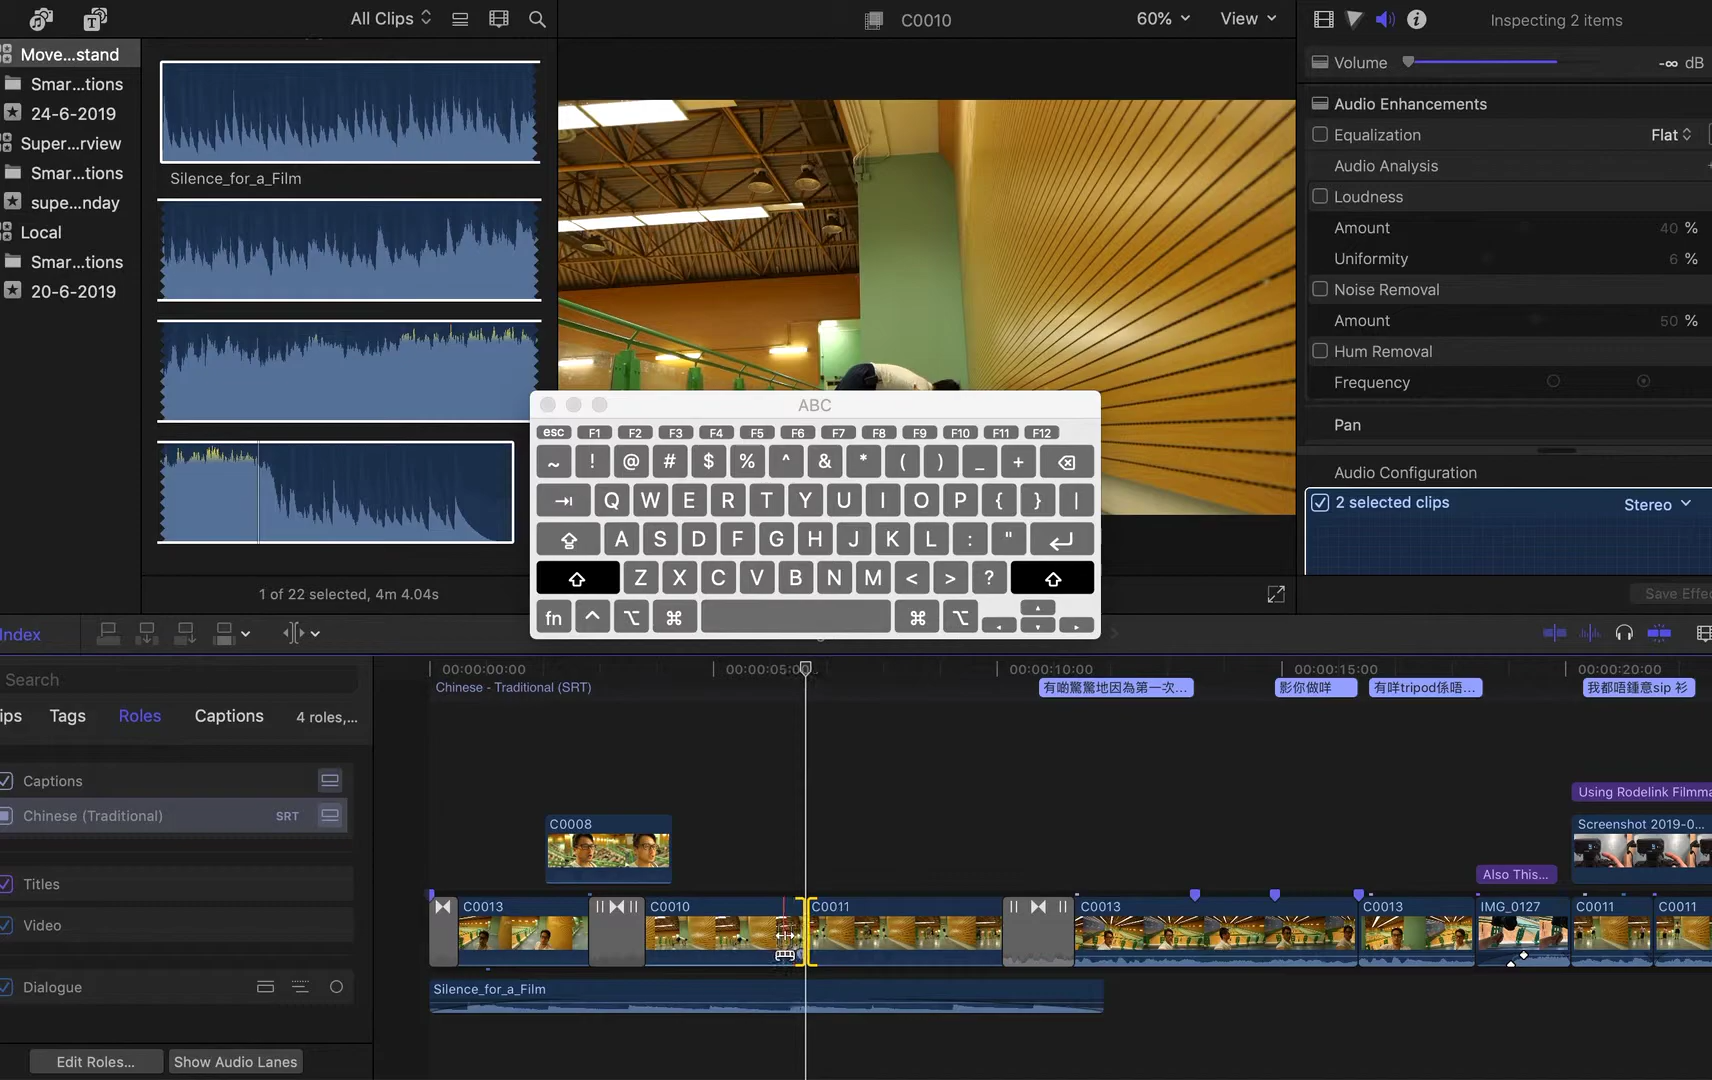 All Clips
C0010
60%
View
Inspecting 2 items
Move...stand
Smar...tions
24-6-2019
Super...rview
Smar...tions
supe...nday
Local
Smar...tions
20-6-2019
Silence_for_a_Film
1 of 22 selected, 4m 4.04s
Volume
-∞ dB
Audio Enhancements
Equalization
Flat
Audio Analysis
Loudness
Amount
40 %
Uniformity
6 %
Noise Removal
Amount
50 %
Hum Removal
Frequency
Pan
Audio Configuration
2 selected clips
Stereo
Save Effe
ABC
esc F1 F2 F3 F4 F5 F6 F7 F8 F9 F10 F11 F12
~ ! @ # $ % ^ & * ( ) _ +
Q W E R T Y U I O P { } |
A S D F G H J K L : "
Z X C V B N M < > ?
fn ^ ⌥ ⌘ ⌘ ⌥
Index
Search
ips
Tags
Roles
Captions
4 roles,...
Captions
Chinese (Traditional)
SRT
Titles
Video
Dialogue
Edit Roles...
Show Audio Lanes
00:00:00:00
00:00:05:00
00:00:10:00
00:00:15:00
00:00:20:00
Chinese - Traditional (SRT)
有啲驚驚地因為第一次...
影你做咩
有咩tripod係唔...
我都唔鍾意sip 衫
Using Rodelink Filmma
C0008
Screenshot 2019-0...
Also This...
C0013
C0010
C0011
C0013
C0013
IMG_0127
C0011
C0011
Silence_for_a_Film